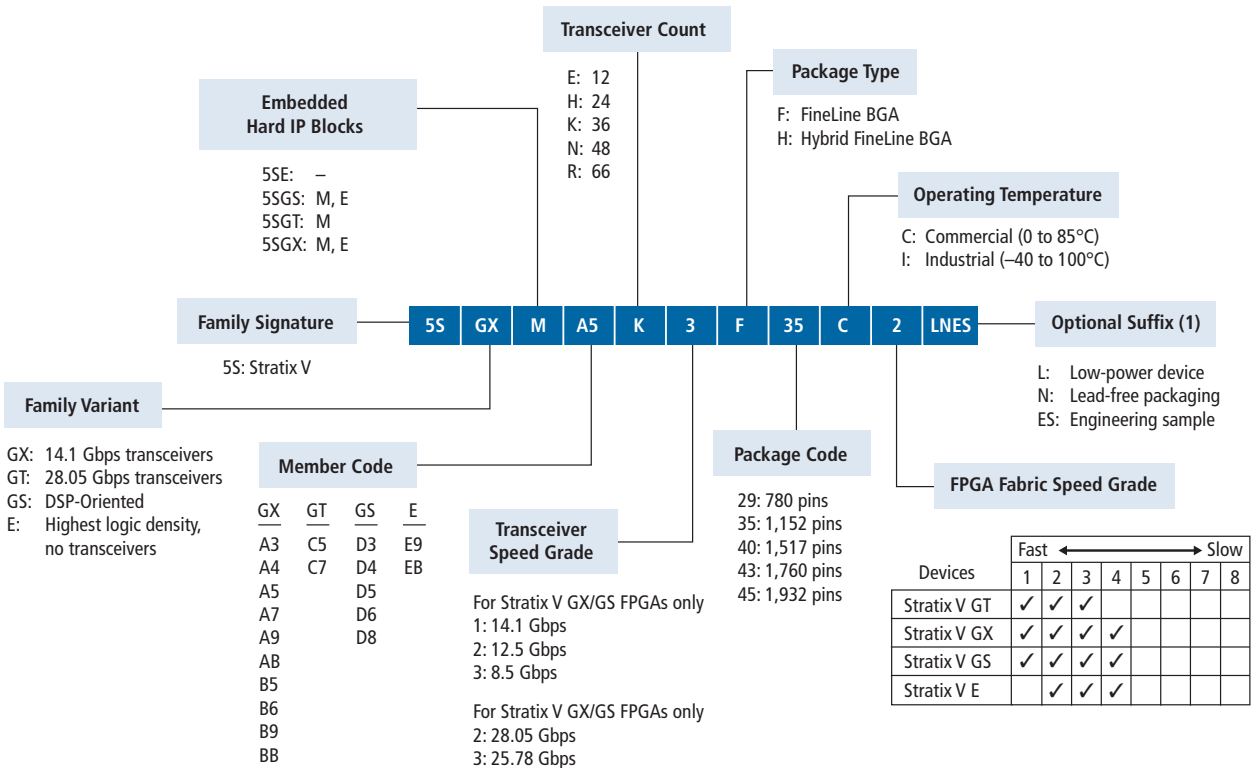 Transceiver Count
E: 12
H: 24
K: 36
N: 48
R: 66
Package Type
F: FineLine BGA
H: Hybrid FineLine BGA
Embedded
Hard IP Blocks
5SE: –
5SGS: M, E
5SGT: M
5SGX: M, E
Operating Temperature
C: Commercial (0 to 85°C)
I: Industrial (–40 to 100°C)
Family Signature
5S: Stratix V
5S GX M A5 K 3 F 35 C 2 LNES
Optional Suffix (1)
L: Low-power device
N: Lead-free packaging
ES: Engineering sample
Family Variant
GX: 14.1 Gbps transceivers
GT: 28.05 Gbps transceivers
GS: DSP-Oriented
E: Highest logic density,
no transceivers
Member Code
GX GT GS E
A3 C5 D3 E9
A4 C7 D4 EB
A5 D5
A7 D6
A9 D8
AB
B5
B6
B9
BB
Transceiver
Speed Grade
For Stratix V GX/GS FPGAs only
1: 14.1 Gbps
2: 12.5 Gbps
3: 8.5 Gbps
For Stratix V GX/GS FPGAs only
2: 28.05 Gbps
3: 25.78 Gbps
Package Code
29: 780 pins
35: 1,152 pins
40: 1,517 pins
43: 1,760 pins
45: 1,932 pins
FPGA Fabric Speed Grade
Fast Slow
Devices 1 2 3 4 5 6 7 8
Stratix V GT ✓ ✓ ✓
Stratix V GX ✓ ✓ ✓ ✓
Stratix V GS ✓ ✓ ✓ ✓
Stratix V E ✓ ✓ ✓